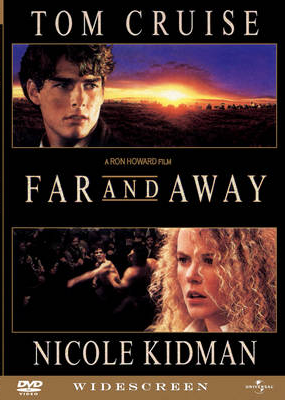 TOM CRUISE
A RON HOWARD FILM
FAR AND AWAY
NICOLE KIDMAN
DVD
VIDEO
WIDESCREEN
UNIVERSAL